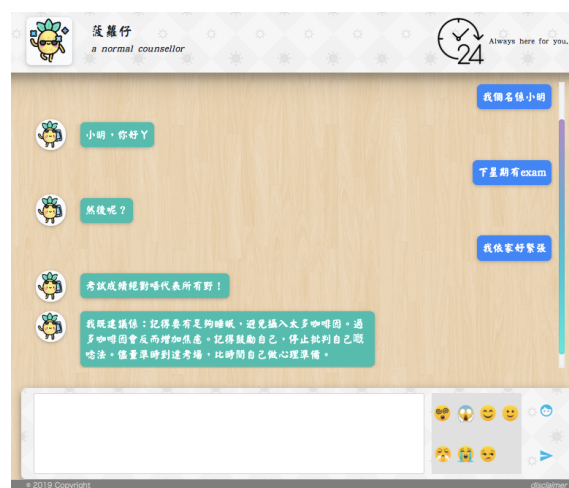 菠蘿仔
a normal counsellor
24
Always here for you.
我個名係小明
小明，你好丫
下星期有exam
然後呢？
我依家好緊張
考試成績絕對唔代表所有野！
我既建議係：記得要有足夠睡眠，避免攝入太多咖啡因。過
多咖啡因會反而增加焦慮。記得鼓勵自己，停止批判自己嘅
唸法。儘量準時到達考場，比時間自己做心理準備。
© 2019 Copyright
disclaimer